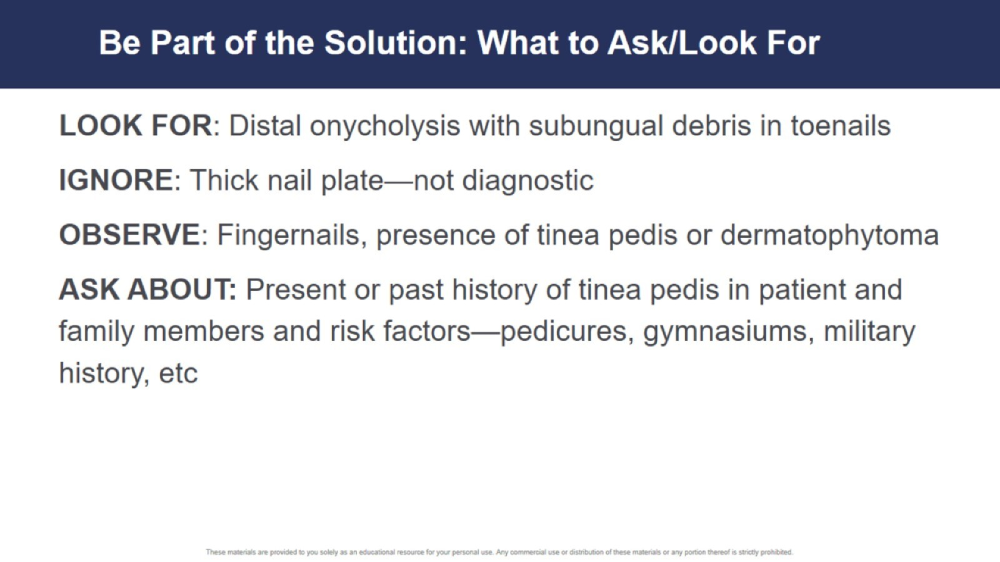 Be Part of the Solution: What to Ask/Look For
LOOK FOR: Distal onycholysis with subungual debris in toenails
IGNORE: Thick nail plate—not diagnostic
OBSERVE: Fingernails, presence of tinea pedis or dermatophytoma
ASK ABOUT: Present or past history of tinea pedis in patient and
family members and risk factors—pedicures, gymnasiums, military
history, etc
These materials are provided to you solely as an educational resource for your personal use. Any commercial use or distribution of these materials or any portion thereof is strictly prohibited.